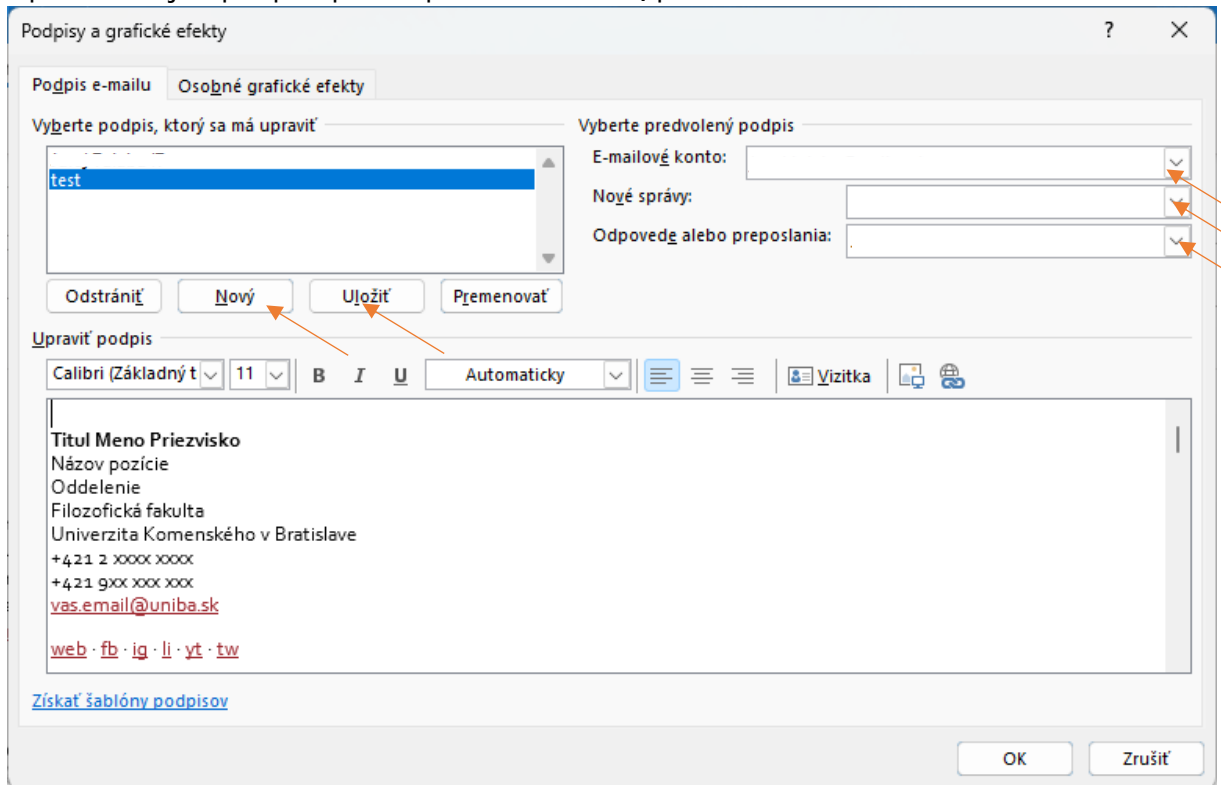 Podpisy a grafické efekty ?
Podpis e-mailu Osobné grafické efekty
Vyberte podpis, ktorý sa má upraviť Vyberte predvolený podpis
E-mailové konto:
test
Nové správy:
Odpovede alebo preposlania:
Odstrániť Nový Uložiť Premenovať
Upraviť podpis
Calibri (Základný t 11 B I U Automaticky Vizitka
Titul Meno Priezvisko
Názov pozície
Oddelenie
Filozofická fakulta
Univerzita Komenského v Bratislave
+421 2 xxxx xxxx
+421 9xx xxx xxx
vas.email@uniba.sk
web · fb · ig · li · yt · tw
Získať šablóny podpisov
OK Zrušiť